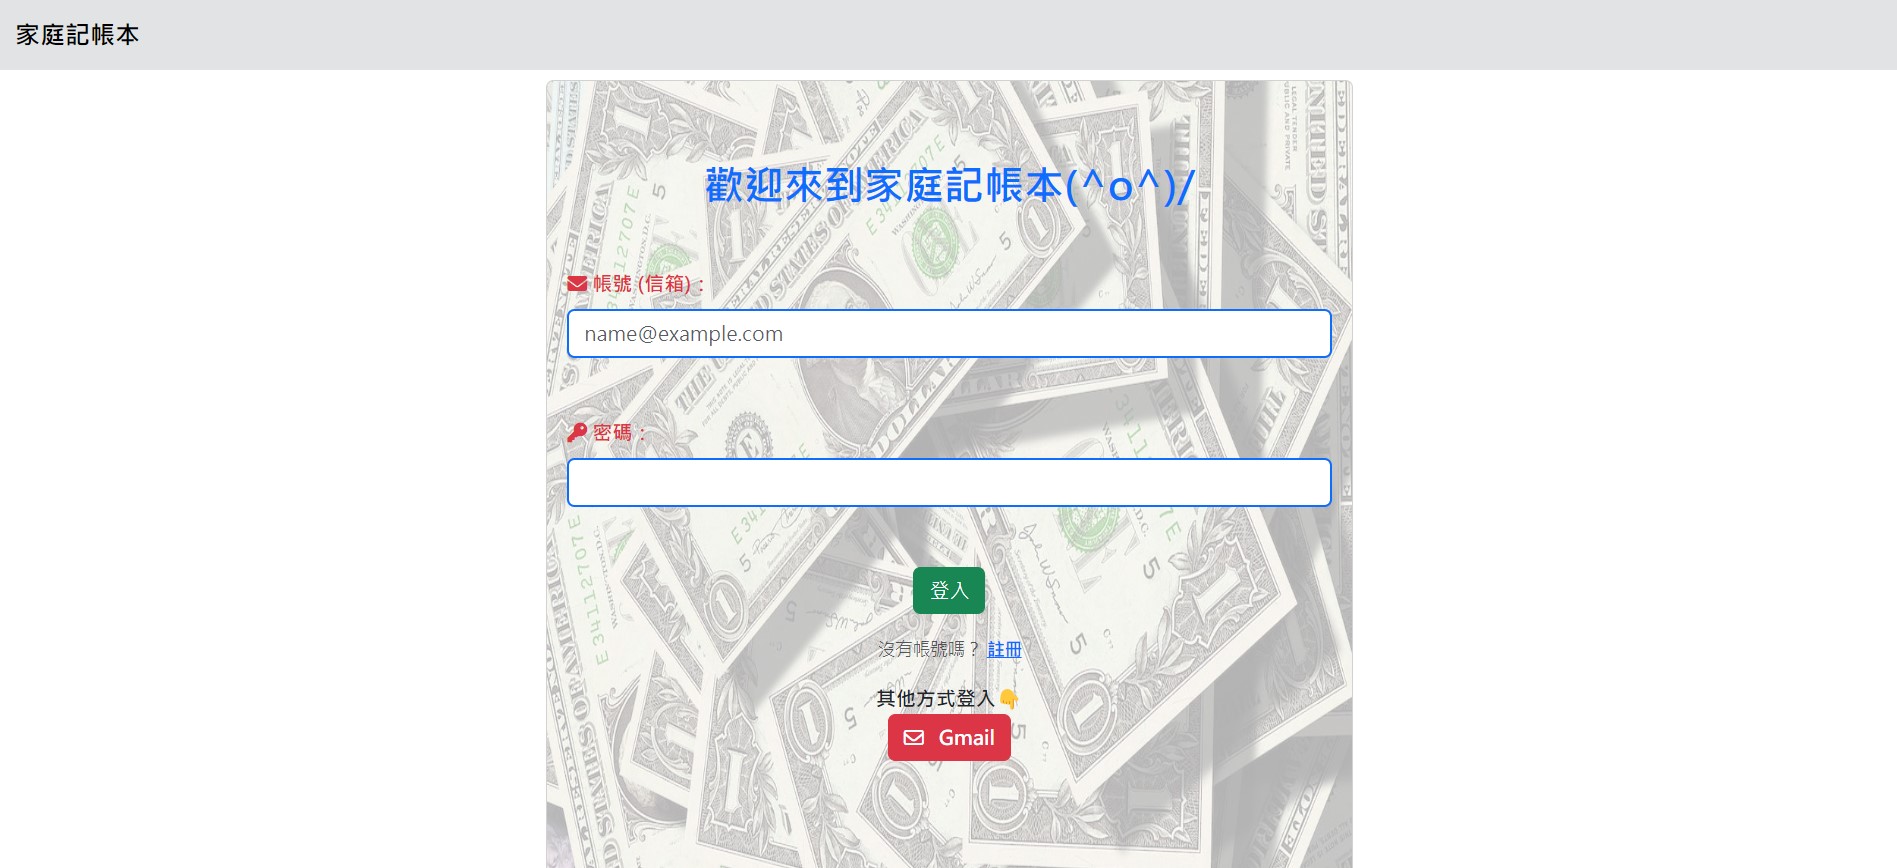 家庭記帳本
歡迎來到家庭記帳本(^o^)/
帳號 (信箱)：
name@example.com
密碼：
登入
沒有帳號嗎？ 註冊
其他方式登入👇
Gmail